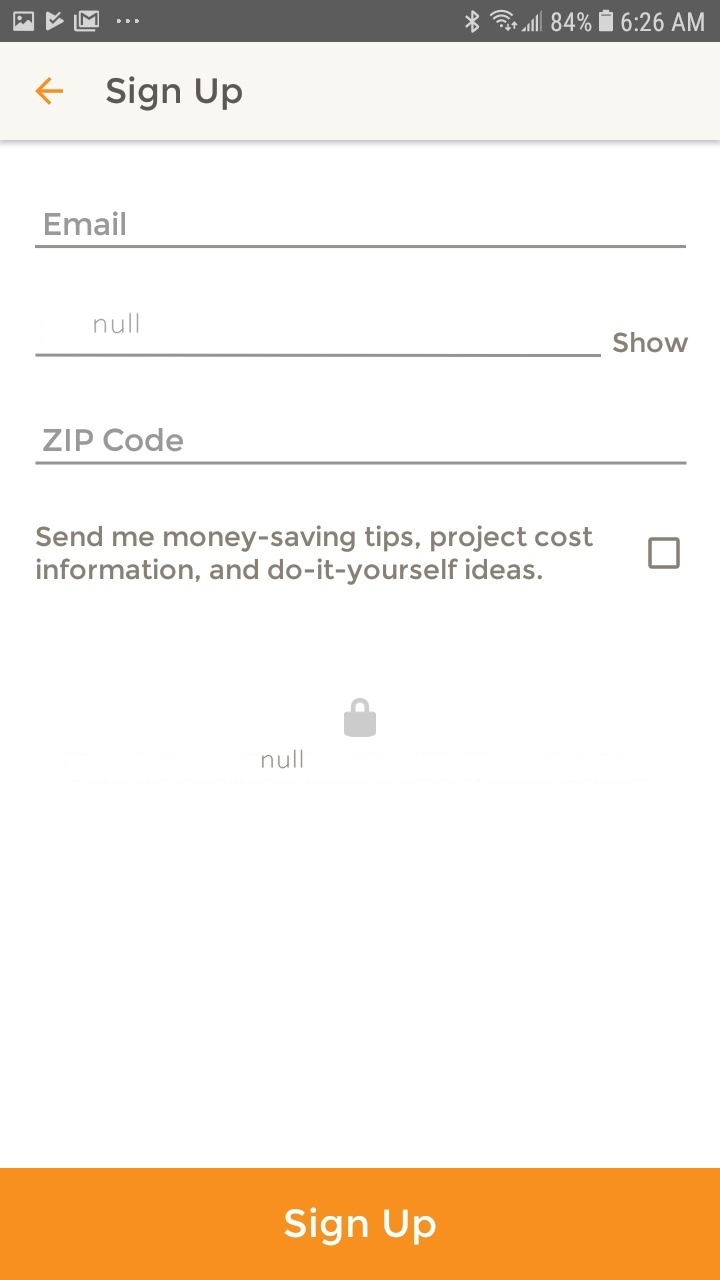 84% 6:26 AM
Sign Up
Email
null
Show
ZIP Code
Send me money-saving tips, project cost
information, and do-it-yourself ideas.
null
Sign Up